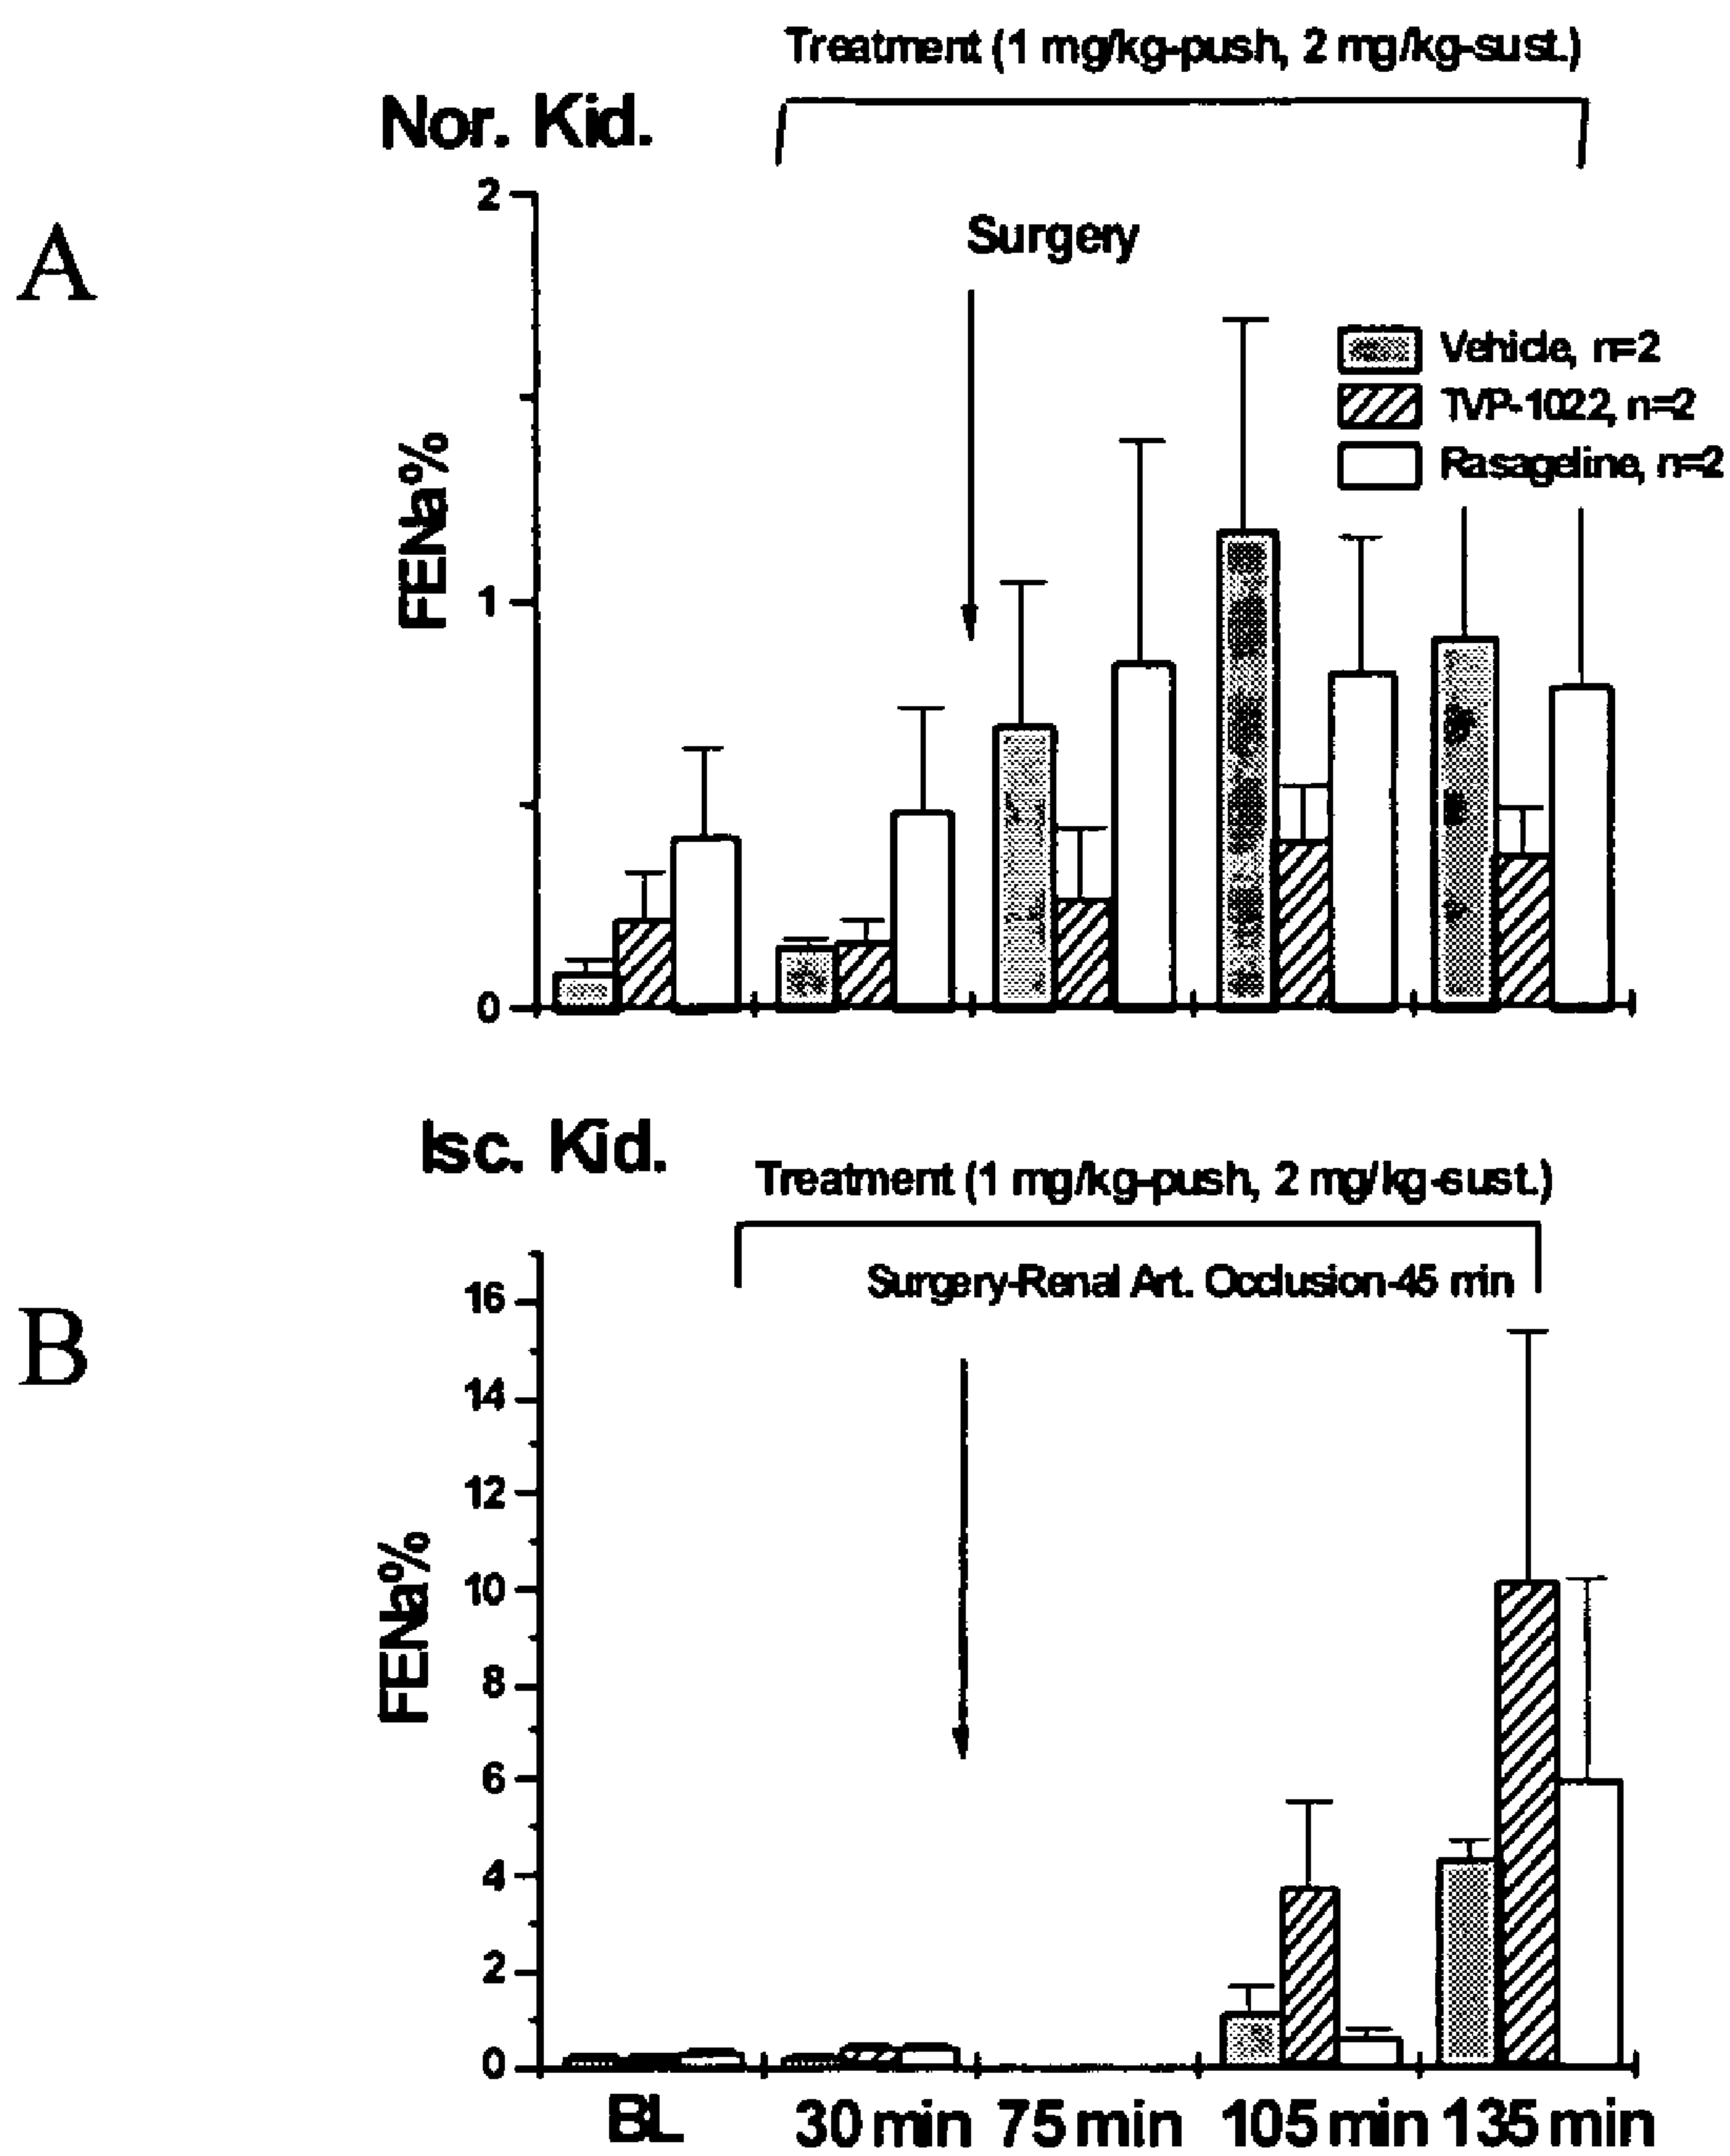 Treatment (1 mg/kg-push, 2 mg/kg-sust.)
Nor. Kid.
A
2
Surgery
Vehicle, n=2
TVP-1022, n=2
Rasageline, n=2
FENa%
1
0
Isc. Kid.
Treatment (1 mg/kg-push, 2 mg/kg-sust.)
Surgery-Renal Art. Occlusion-45 min
B
16
14
12
10
FENa%
8
6
4
2
0
BL 30 min 75 min 105 min 135 min